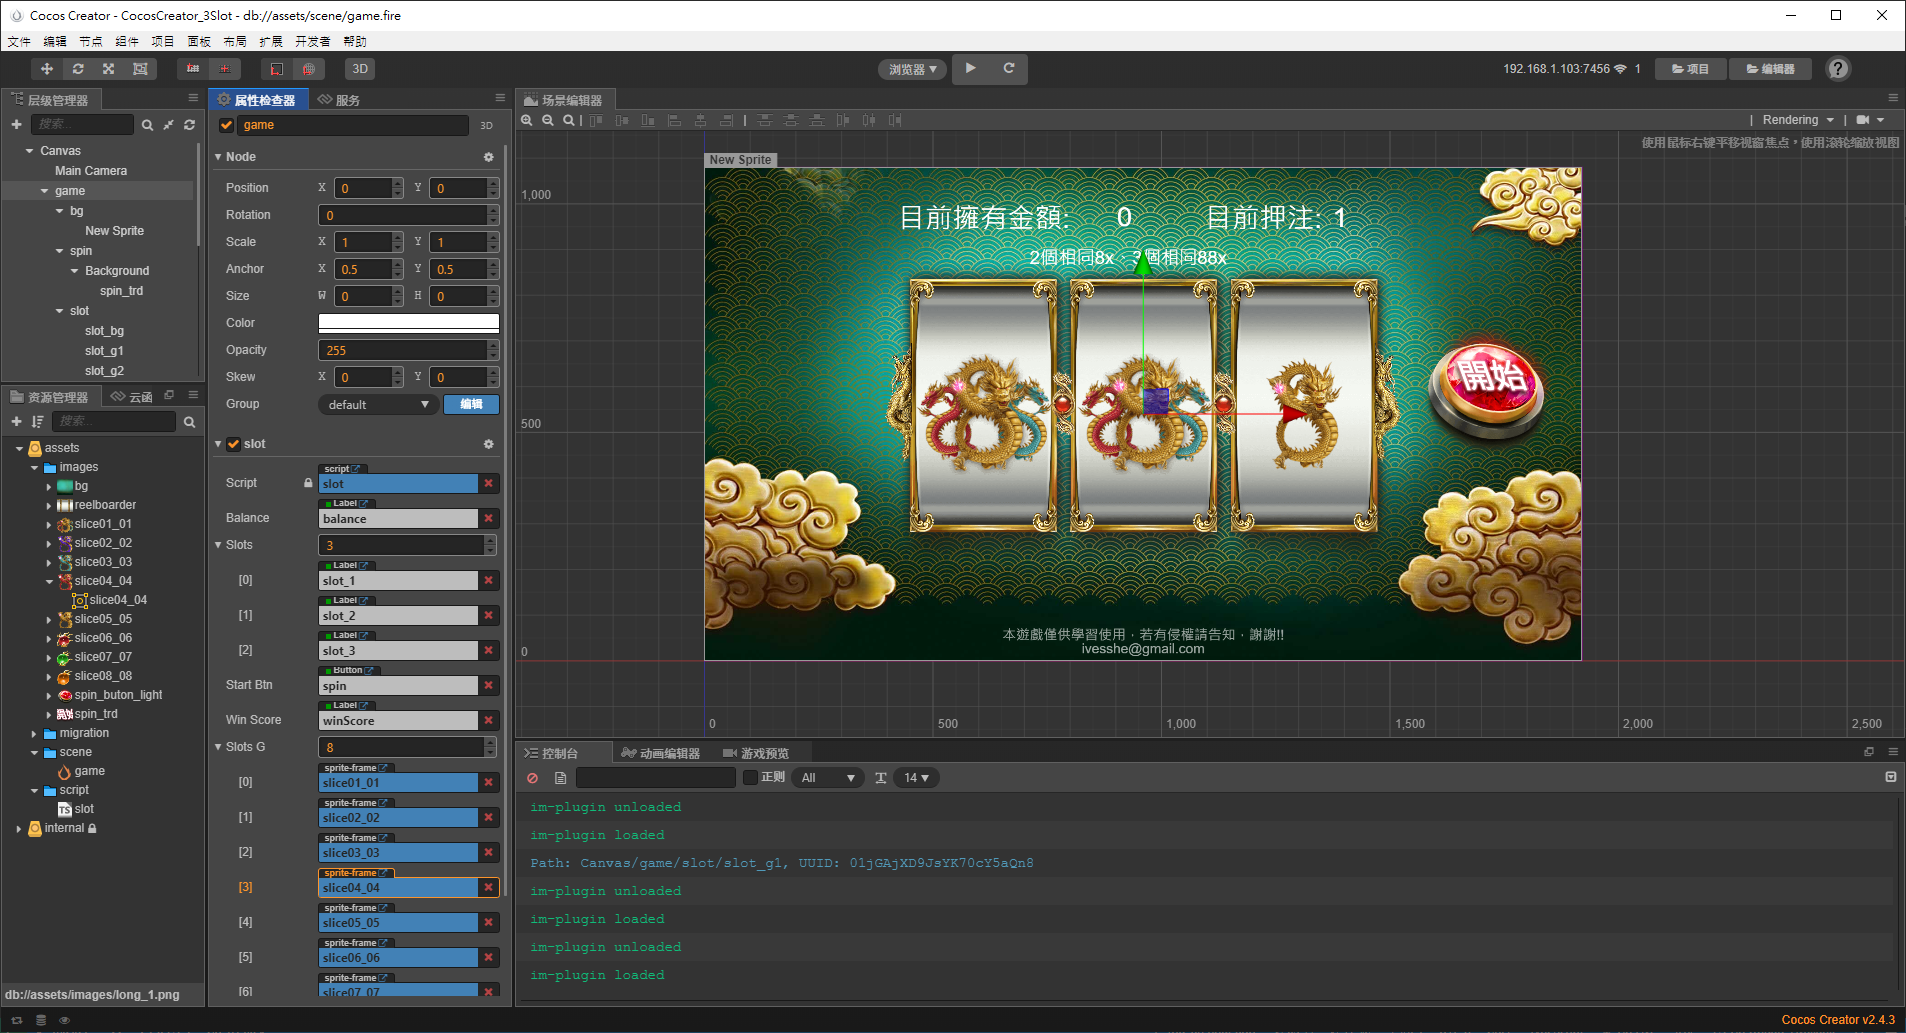 Cocos Creator - CocosCreator_3Slot - db://assets/scene/game.fire
文件 编辑 节点 组件 项目 面板 布局 扩展 开发者 帮助
3D
浏览器
192.168.1.103:7456 1
项目
编辑器
层级管理器
搜索...
Canvas
Main Camera
game
bg
New Sprite
spin
Background
spin_trd
slot
slot_bg
slot_g1
slot_g2
资源管理器
云函
搜索...
assets
images
bg
reelboarder
slice01_01
slice02_02
slice03_03
slice04_04
slice04_04
slice05_05
slice06_06
slice07_07
slice08_08
spin_buton_light
spin_trd
migration
scene
game
script
TS slot
internal
db://assets/images/long_1.png
属性检查器 服务
game 3D
Node
Position X 0 Y 0
Rotation 0
Scale X 1 Y 1
Anchor X 0.5 Y 0.5
Size W 0 H 0
Color
Opacity 255
Skew X 0 Y 0
Group default 编辑
slot
script
Script slot
Label
Balance balance
Slots 3
Label
[0] slot_1
Label
[1] slot_2
Label
[2] slot_3
Button
Start Btn spin
Label
Win Score winScore
Slots G 8
sprite-frame
[0] slice01_01
sprite-frame
[1] slice02_02
sprite-frame
[2] slice03_03
sprite-frame
[3] slice04_04
sprite-frame
[4] slice05_05
sprite-frame
[5] slice06_06
sprite-frame
[6] slice07_07
场景编辑器
Rendering
使用鼠标右键平移视窗焦点，使用滚轮缩放视图
New Sprite
1,000
500
0
0 500 1,000 1,500 2,000 2,500
目前擁有金額: 0 目前押注: 1
2個相同8x、3個相同88x
開始
本遊戲僅供學習使用，若有侵權請告知，謝謝!!
ivesshe@gmail.com
控制台 动画编辑器 游戏预览
正则 All 14
im-plugin unloaded
im-plugin loaded
Path: Canvas/game/slot/slot_g1, UUID: 01jGAjXD9JsYK70cY5aQn8
im-plugin unloaded
im-plugin loaded
im-plugin unloaded
im-plugin loaded
Cocos Creator v2.4.3